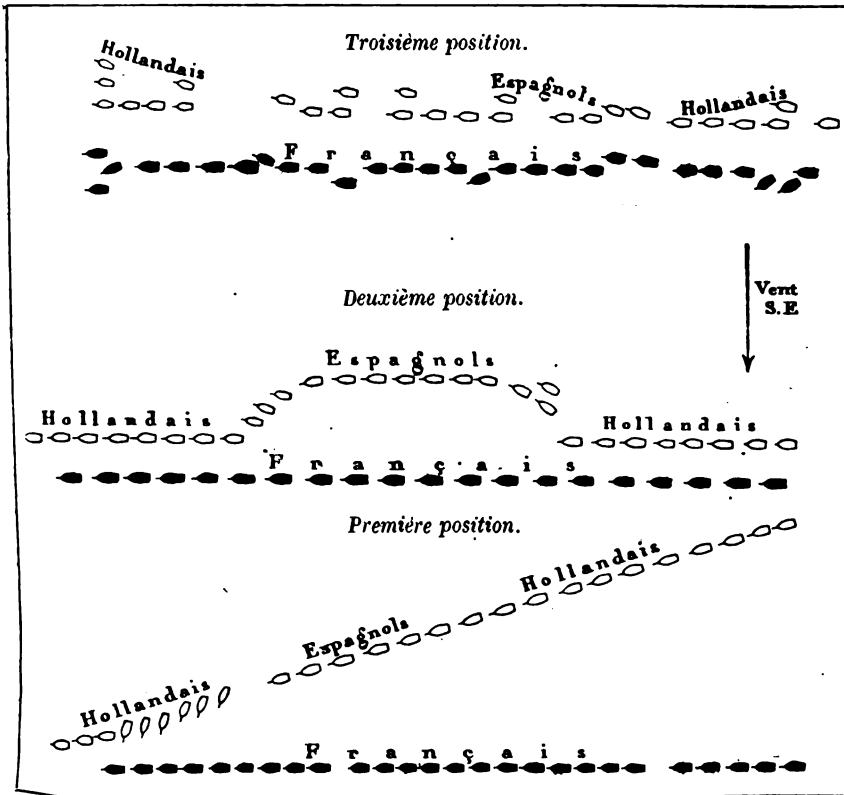 Troisième position.
Hollandais
Espagnols
Hollandais
Français
Vent
S.E
Deuxième position.
Espagnols
Hollandais
Hollandais
Français
Première position.
Hollandais
Espagnols
Hollandais
Français